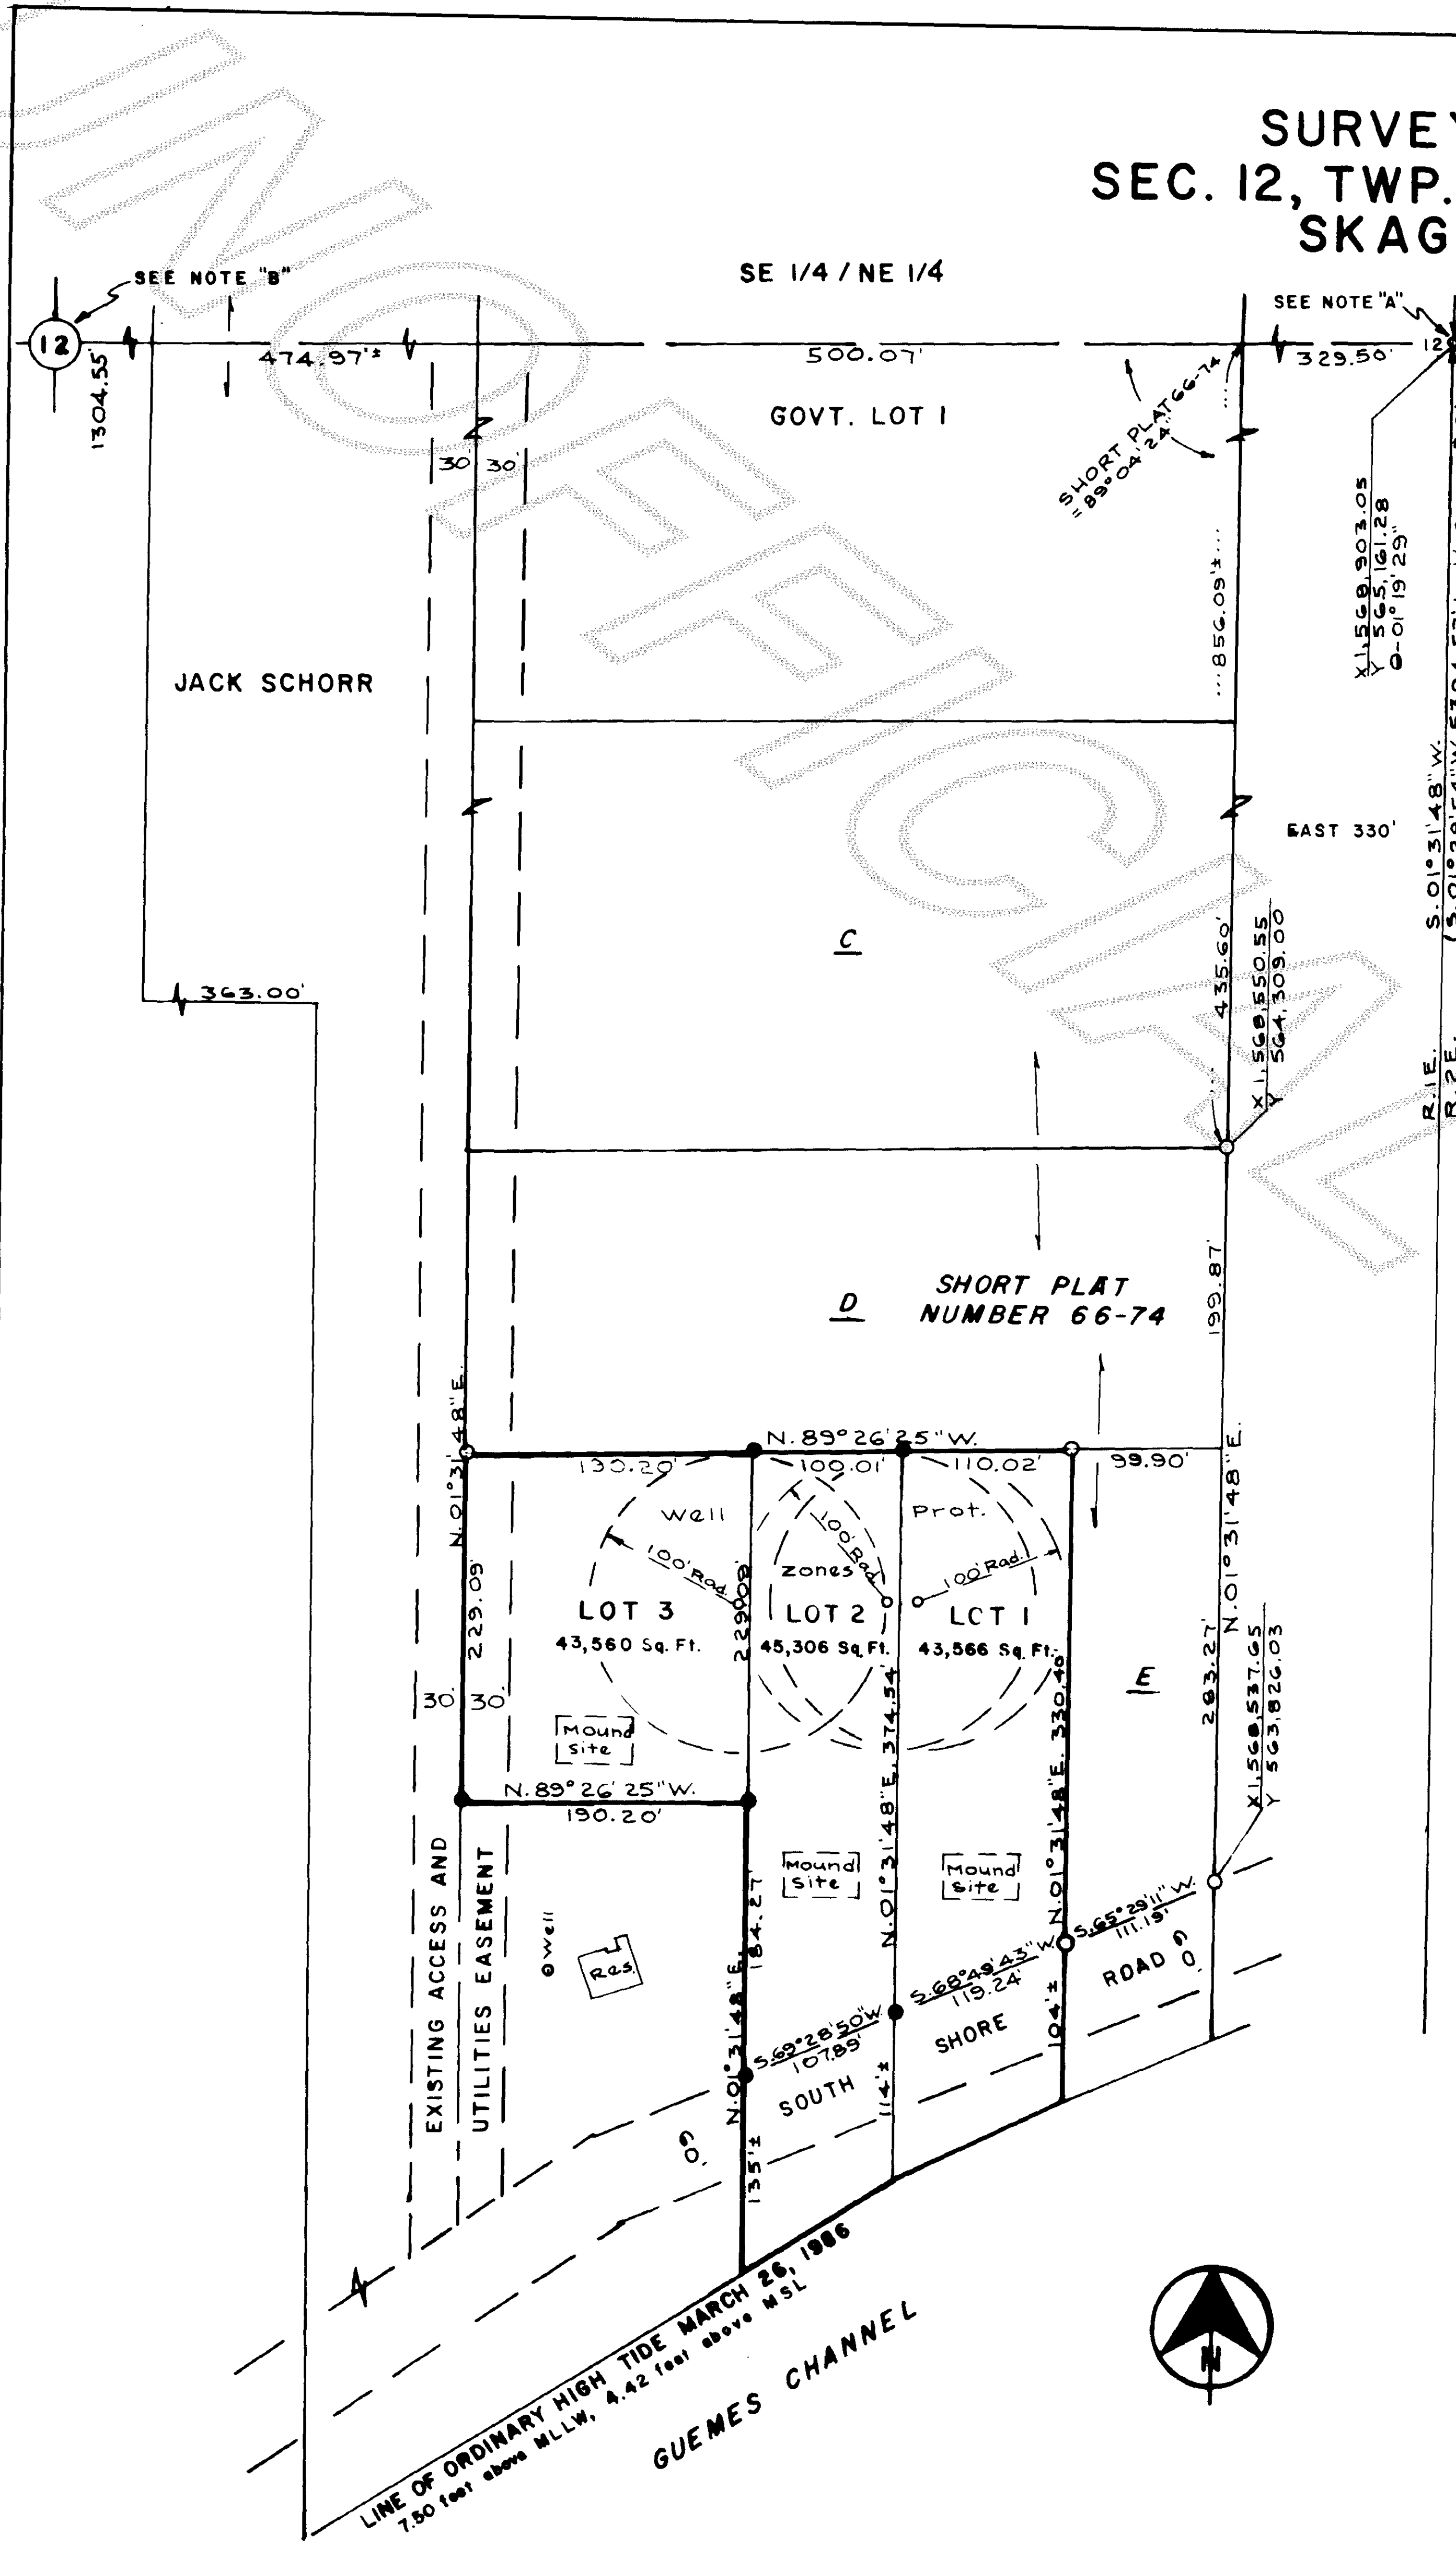 UNOFFICIAL
SURVEY
SEC. 12, TWP.
SKAG
SEE NOTE "B"
SE 1/4 / NE 1/4
SEE NOTE "A"
12
12
1304.55'
474.97'±
500.07'
329.50'
GOVT. LOT 1
SHORT PLAT 66-74
= 89°04'24"
30'
30'
...856.09'±...
X 1,568,903.05
Y 565,161.28
θ-01°19'29"
JACK SCHORR
EAST 330'
S.01°31'48"W.
C
435.60'
X 1,568,550.55
Y 564,309.00
363.00'
R.1E.
R.2E.
D
SHORT PLAT
NUMBER 66-74
199.87'
N.01°31'48"E.
N.89°26'25"W.
190.20'
100.01'
110.02'
99.90'
N.01°31'48"E.
Well
Prot.
zones
100' Rad.
100' Rad.
100' Rad.
229.09'
229.09'
LOT 3
LOT 2
LOT 1
43,560 Sq. Ft.
45,306 Sq. Ft.
43,566 Sq. Ft.
E
283.27'
X 1,568,537.65
Y 563,826.03
30'
30'
Mound
Site
N.01°31'48"E. 374.54'
N.01°31'48"E. 330.40'
N.89°26'25"W.
190.20'
EXISTING ACCESS AND
UTILITIES EASEMENT
Mound
Site
Mound
Site
Well
Res.
184.27'
N.01°31'48"E.
S.65°29'11"W.
111.19'
S.68°49'43"W.
119.24'
S.69°28'50"W.
107.89'
SOUTH
SHORE
ROAD
60'
60'
104'±
114'±
135'±
LINE OF ORDINARY HIGH TIDE MARCH 26, 1986
7.50 feet above MLLW, 4.42 feet above MSL
GUEMES CHANNEL
N